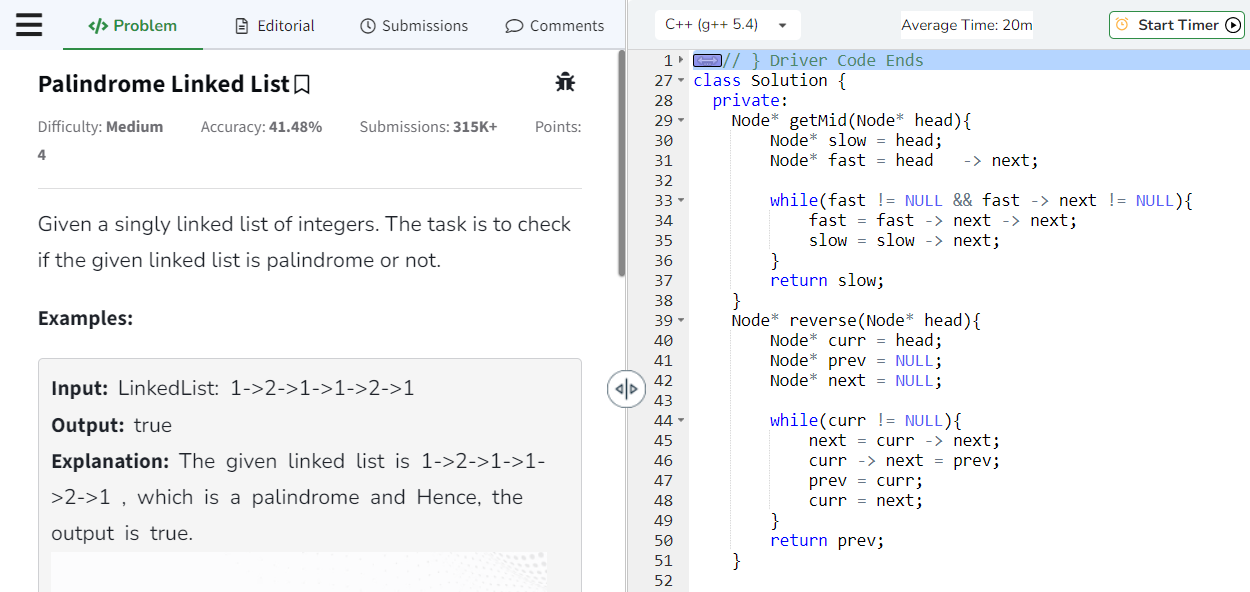 </> Problem
Editorial
Submissions
Comments
Palindrome Linked List
Difficulty: Medium Accuracy: 41.48% Submissions: 315K+ Points:
4
Given a singly linked list of integers. The task is to check
if the given linked list is palindrome or not.
Examples:
Input: LinkedList: 1->2->1->1->2->1
Output: true
Explanation: The given linked list is 1->2->1->1-
>2->1 , which is a palindrome and Hence, the
output is true.
C++ (g++ 5.4)
Average Time: 20m
Start Timer
1 // } Driver Code Ends
27 class Solution {
28 private:
29 Node* getMid(Node* head){
30 Node* slow = head;
31 Node* fast = head   -> next;
32
33 while(fast != NULL && fast -> next != NULL){
34 fast = fast -> next -> next;
35 slow = slow -> next;
36 }
37 return slow;
38 }
39 Node* reverse(Node* head){
40 Node* curr = head;
41 Node* prev = NULL;
42 Node* next = NULL;
43
44 while(curr != NULL){
45 next = curr -> next;
46 curr -> next = prev;
47 prev = curr;
48 curr = next;
49 }
50 return prev;
51 }
52